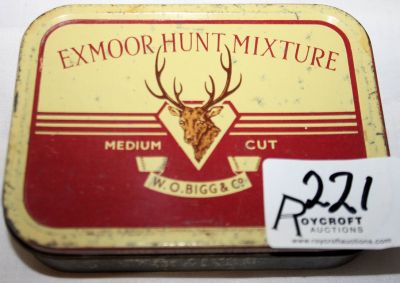 EXMOOR HUNT MIXTURE
MEDIUM CUT
W.O.BIGG & Co
221
ROYCROFT
AUCTIONS
www.roycroftauctions.com